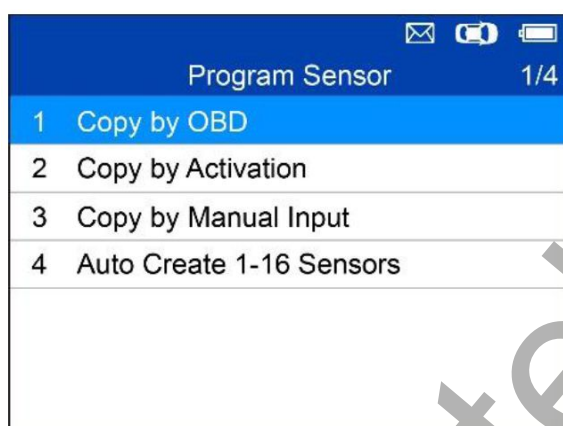 Program Sensor 1/4
1 Copy by OBD
2 Copy by Activation
3 Copy by Manual Input
4 Auto Create 1-16 Sensors
te